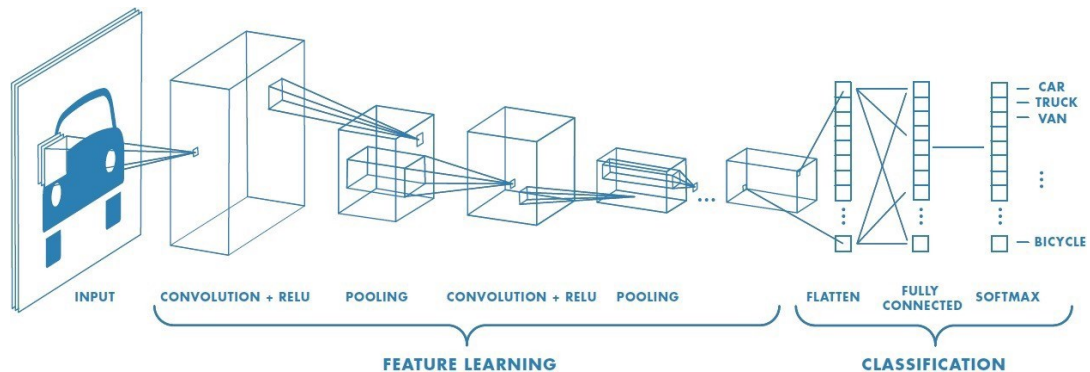 CAR
TRUCK
VAN
BICYCLE
INPUT
CONVOLUTION + RELU
POOLING
CONVOLUTION + RELU
POOLING
FLATTEN
FULLY
CONNECTED
SOFTMAX
FEATURE LEARNING
CLASSIFICATION